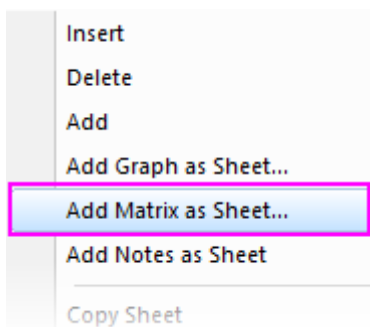 Insert
Delete
Add
Add Graph as Sheet...
Add Matrix as Sheet...
Add Notes as Sheet
Copy Sheet